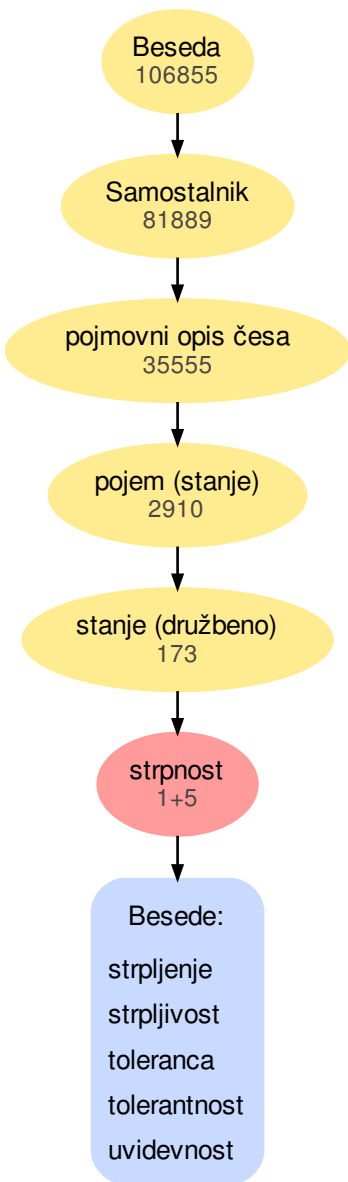 Beseda
106855
Samostalnik
81889
pojmovni opis česa
35555
pojem (stanje)
2910
stanje (družbeno)
173
strpnost
1+5
Besede:
strpljenje
strpljivost
toleranca
tolerantnost
uvidevnost